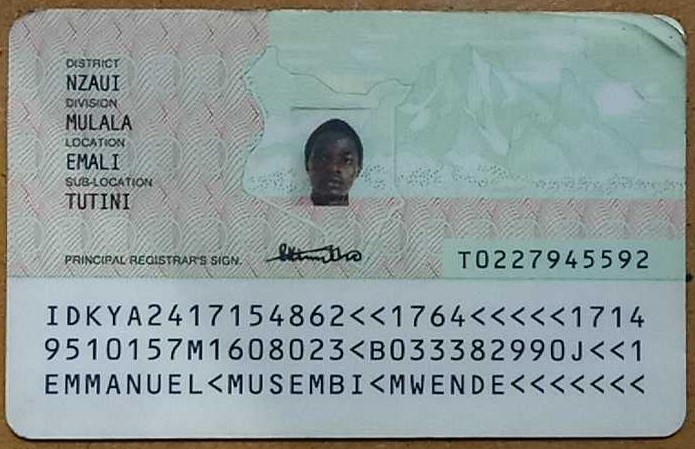 DISTRICT
NZAUI
DIVISION
MULALA
LOCATION
EMALI
SUB-LOCATION
TUTINI
PRINCIPAL REGISTRAR'S SIGN.
T0227945592
IDKYA2417154862<<1764<<<<<1714
9510157M1608023<B033382990J<<1
EMMANUEL<MUSEMBI<MWENDE<<<<<<<